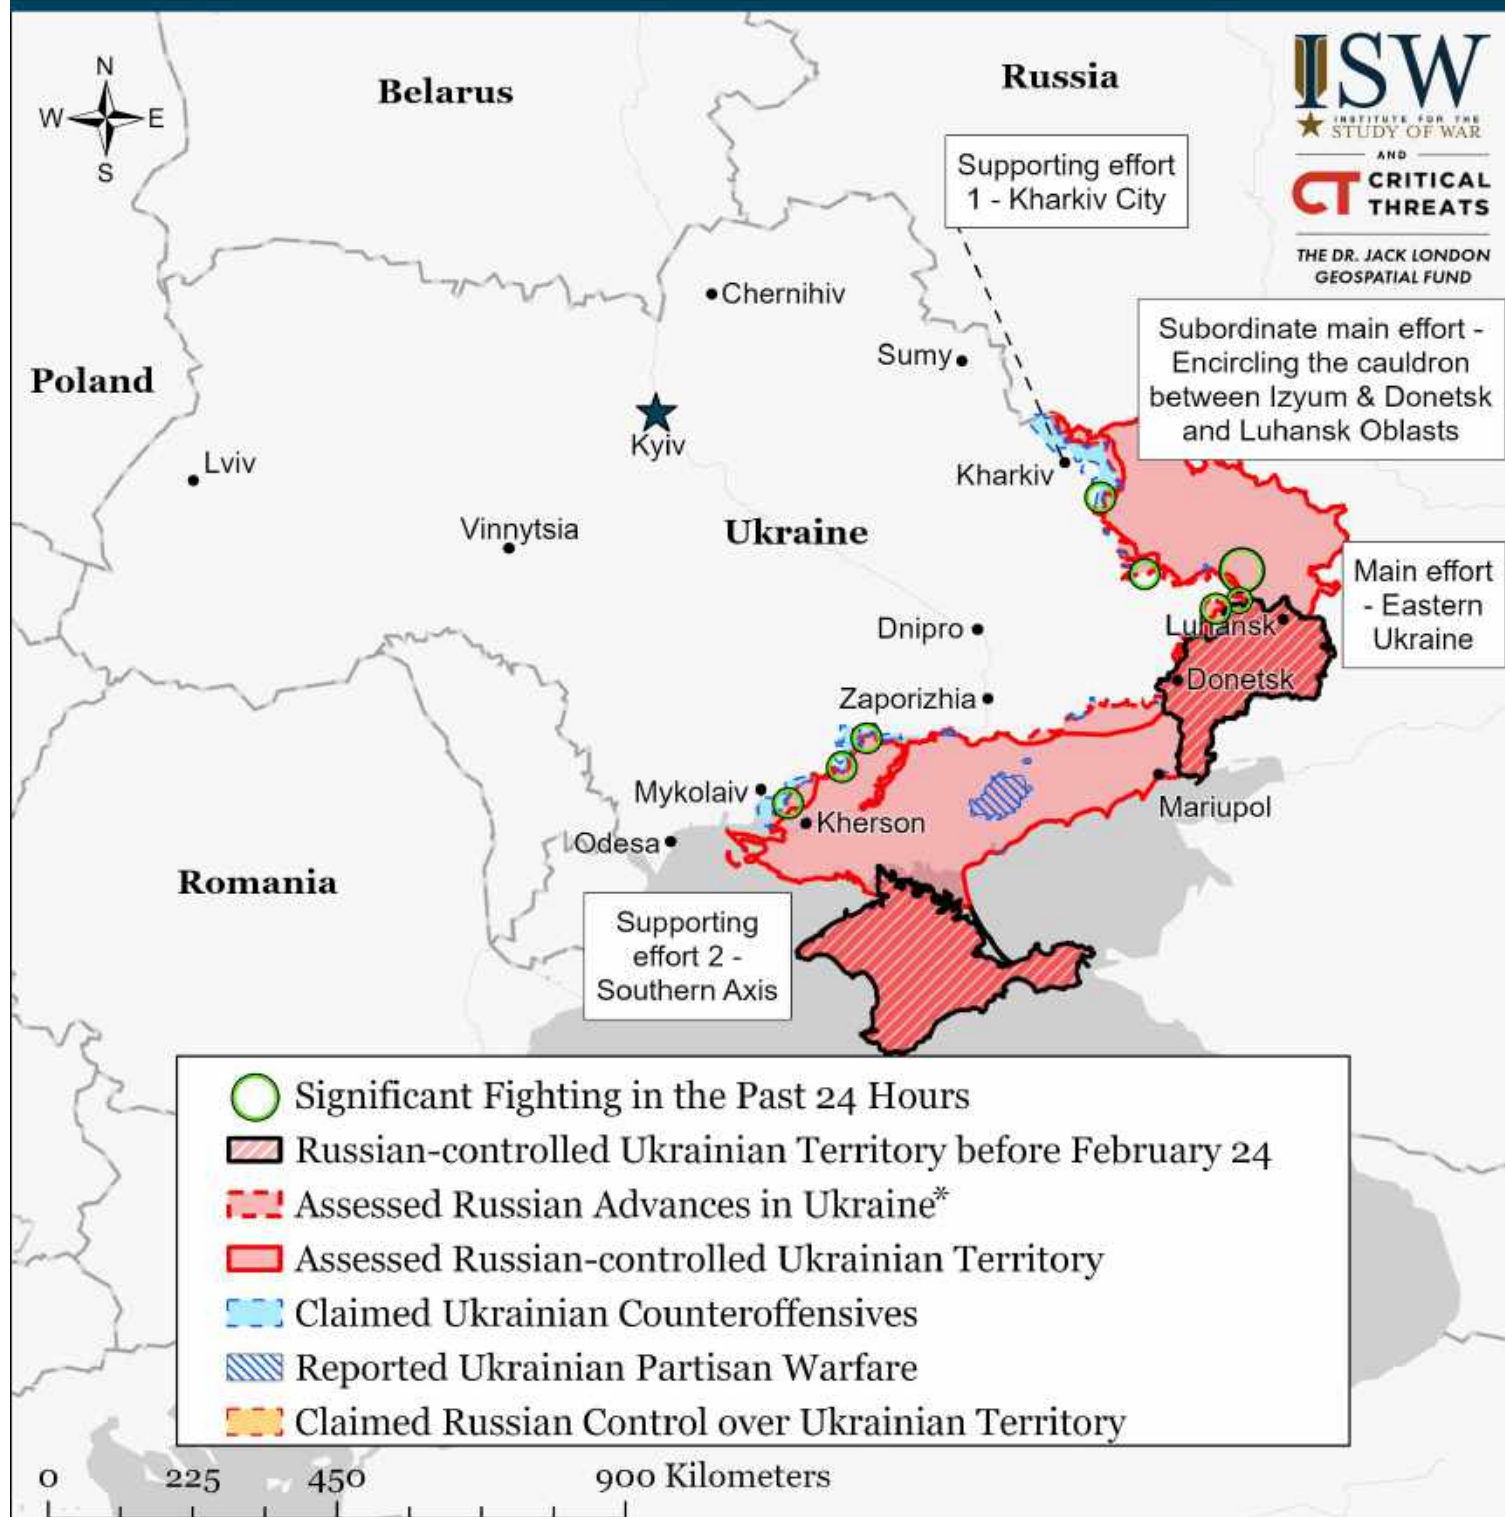 N
W
E
S
Belarus
Russia
ISW
INSTITUTE FOR THE
STUDY OF WAR
AND
CT CRITICAL
THREATS
THE DR. JACK LONDON
GEOSPATIAL FUND
Supporting effort
1 - Kharkiv City
Chernihiv
Subordinate main effort -
Encircling the cauldron
between Izyum & Donetsk
and Luhansk Oblasts
Sumy
Poland
Kyiv
Lviv
Kharkiv
Vinnytsia
Ukraine
Main effort
- Eastern
Ukraine
Dnipro
Luhansk
Donetsk
Zaporizhia
Mykolaiv
Mariupol
Kherson
Odesa
Romania
Supporting
effort 2 -
Southern Axis
Significant Fighting in the Past 24 Hours
Russian-controlled Ukrainian Territory before February 24
Assessed Russian Advances in Ukraine*
Assessed Russian-controlled Ukrainian Territory
Claimed Ukrainian Counteroffensives
Reported Ukrainian Partisan Warfare
Claimed Russian Control over Ukrainian Territory
0 225 450 900 Kilometers